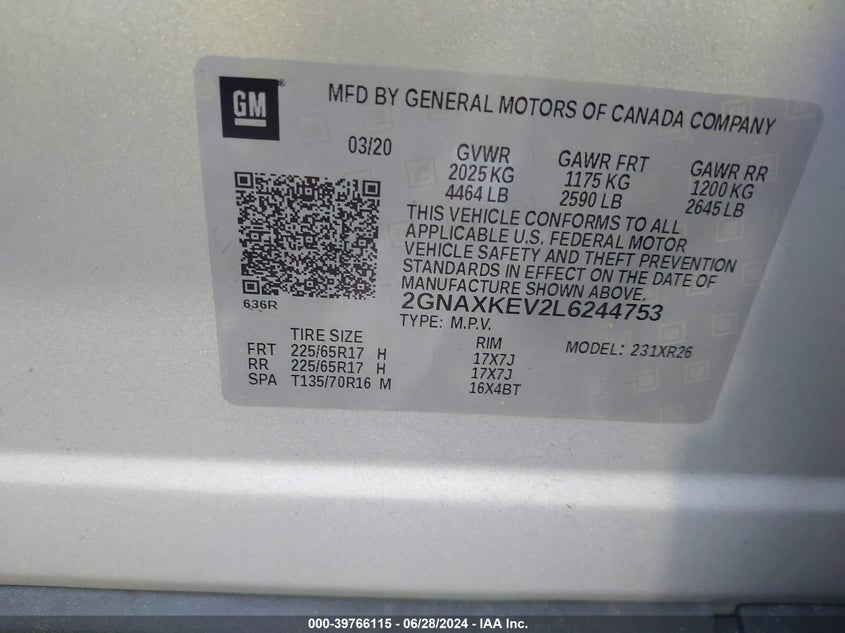 GM
MFD BY GENERAL MOTORS OF CANADA COMPANY
03/20
GVWR
2025 KG
4464 LB
GAWR FRT
1175 KG
2590 LB
GAWR RR
1200 KG
2645 LB
THIS VEHICLE CONFORMS TO ALL
APPLICABLE U.S. FEDERAL MOTOR
VEHICLE SAFETY AND THEFT PREVENTION
STANDARDS IN EFFECT ON THE DATE OF
MANUFACTURE SHOWN ABOVE.
636R
2GNAXKEV2L6244753
TYPE: M.P.V.
MODEL: 231XR26
TIRE SIZE RIM
FRT 225/65R17 H 17X7J
RR 225/65R17 H 17X7J
SPA T135/70R16 M 16X4BT
000-39766115 - 06/28/2024 - IAA Inc.